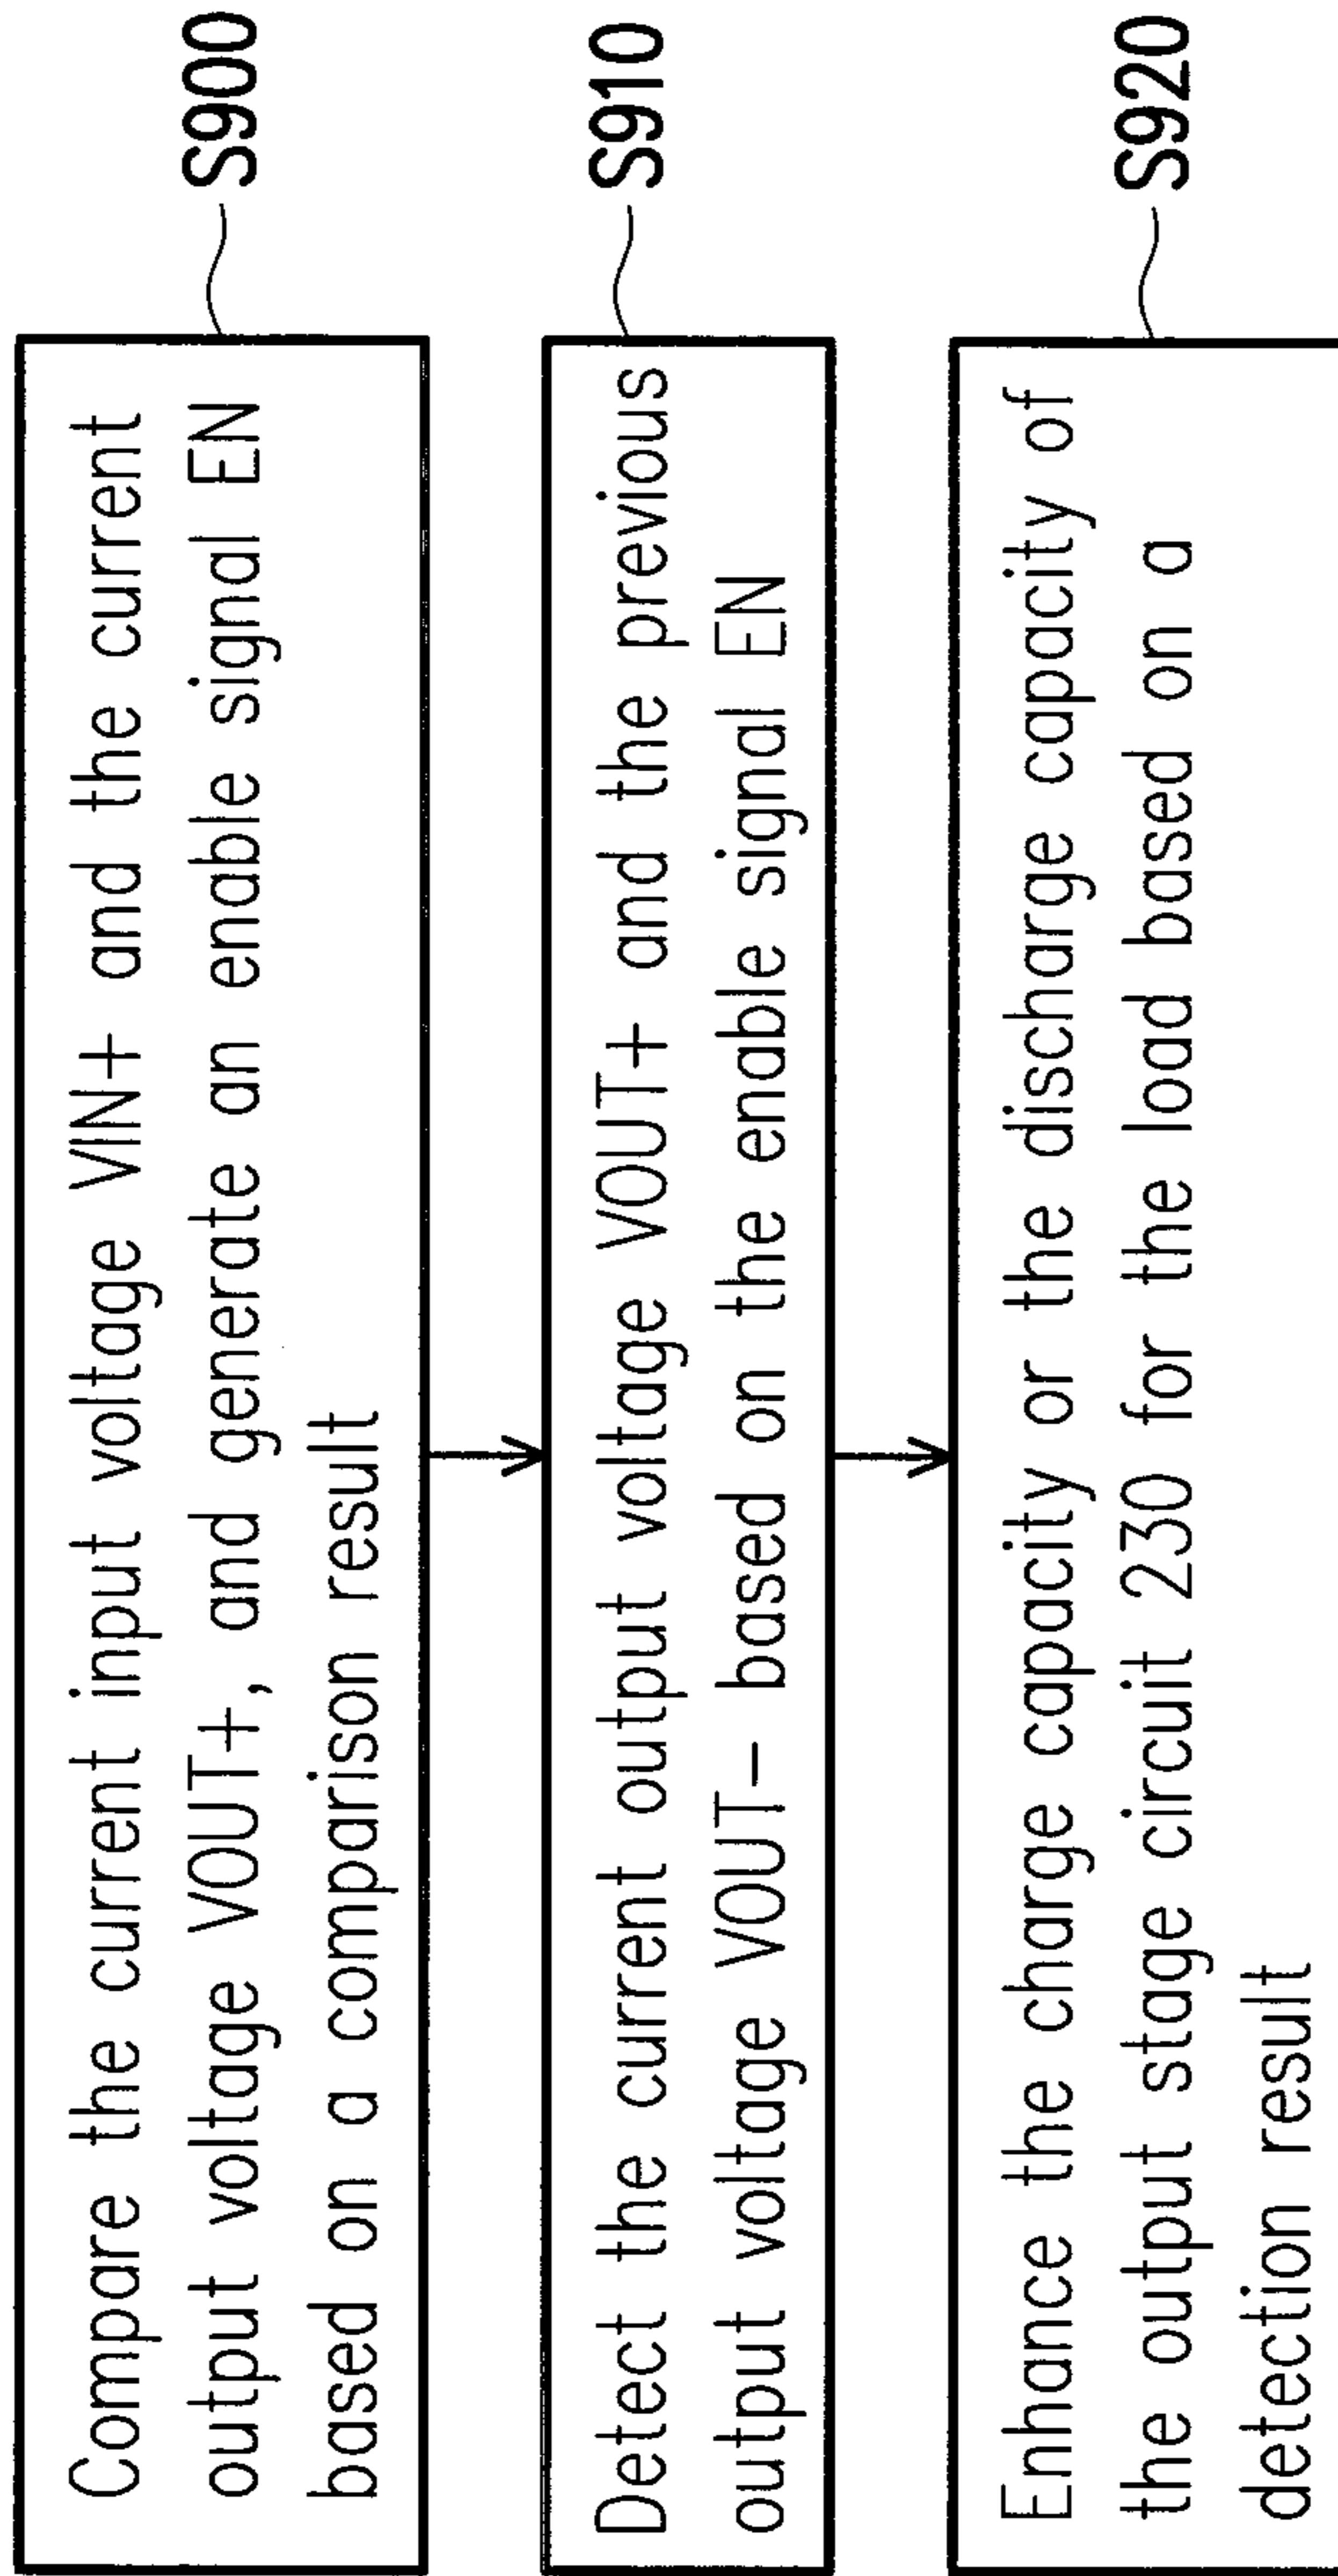 Compare the current input voltage VIN+ and the current
output voltage VOUT+, and generate an enable signal EN
based on a comparison result
S900
Detect the current output voltage VOUT+ and the previous
output voltage VOUT- based on the enable signal EN
S910
Enhance the charge capacity or the discharge capacity of
the output stage circuit 230 for the load based on a
detection result
S920